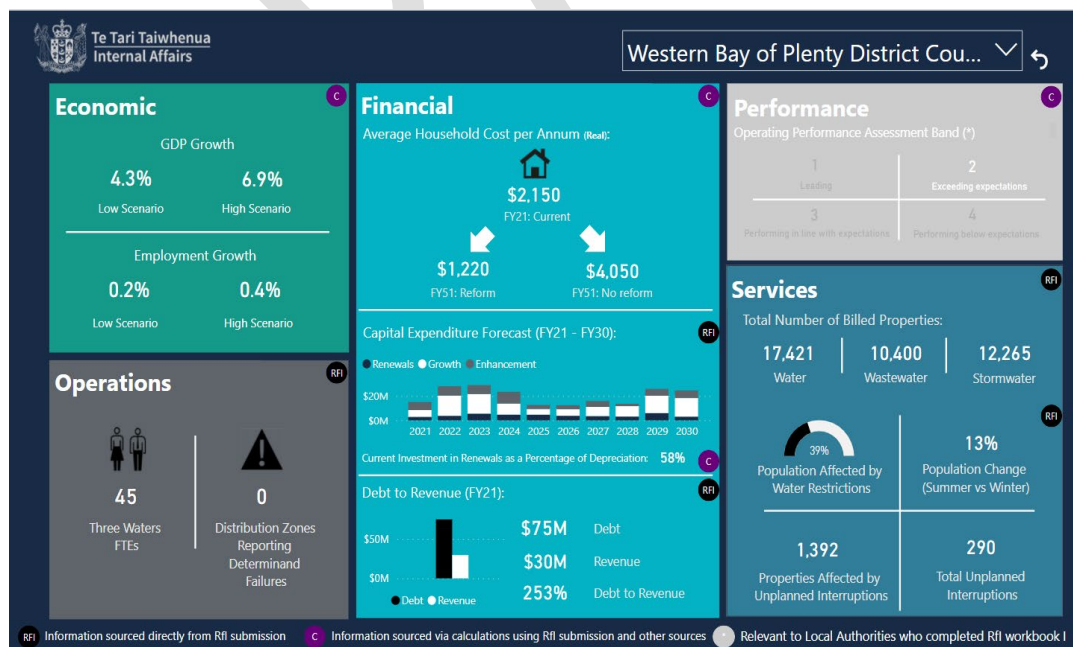 Te Tari Taiwhenua
Internal Affairs
Western Bay of Plenty District Cou...
Economic
C
GDP Growth
4.3% 6.9%
Low Scenario High Scenario
Employment Growth
0.2% 0.4%
Low Scenario High Scenario
Operations
RFI
45
Three Waters
FTEs
0
Distribution Zones
Reporting
Determinand
Failures
Financial
C
Average Household Cost per Annum (Real):
$2,150
FY21: Current
$1,220 $4,050
FY51: Reform FY51: No reform
Capital Expenditure Forecast (FY21 - FY30):
RFI
Renewals Growth Enhancement
$20M
$0M
2021 2022 2023 2024 2025 2026 2027 2028 2029 2030
Current Investment in Renewals as a Percentage of Depreciation: 58%
C
Debt to Revenue (FY21):
RFI
$50M
$0M
Debt Revenue
$75M Debt
$30M Revenue
253% Debt to Revenue
Performance
C
Operating Performance Assessment Band (*)
1
Leading
2
Exceeding expectations
3
Performing in line with expectations
4
Performing below expectations
Services
RFI
Total Number of Billed Properties:
17,421 10,400 12,265
Water Wastewater Stormwater
RFI
39%
Population Affected by
Water Restrictions
13%
Population Change
(Summer vs Winter)
1,392
Properties Affected by
Unplanned Interruptions
290
Total Unplanned
Interruptions
RFI Information sourced directly from RfI submission C Information sourced via calculations using RfI submission and other sources * Relevant to Local Authorities who completed RfI workbook I